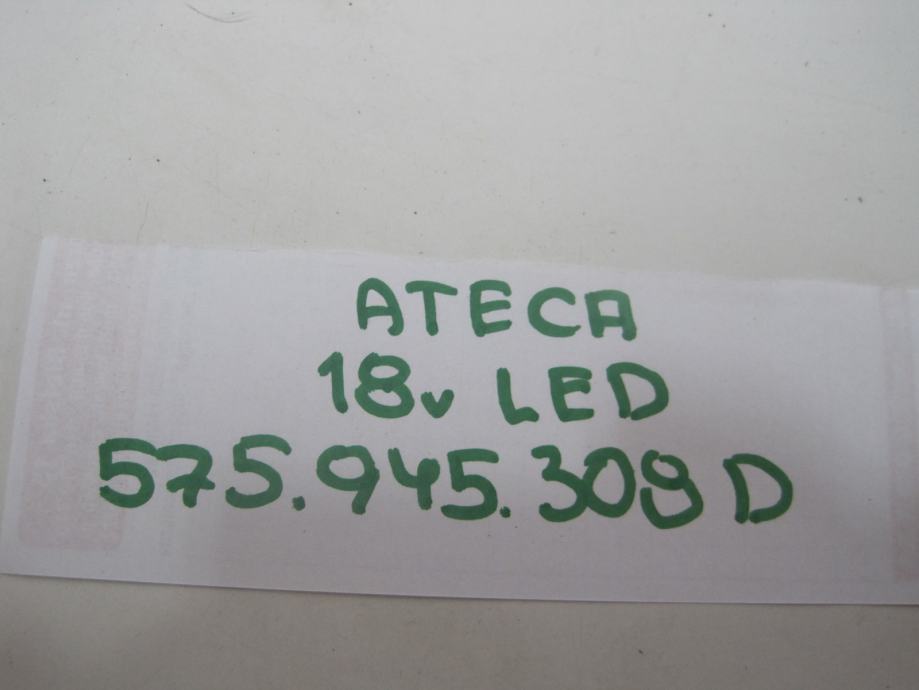 ATECA
18v LED
575.945.308 D